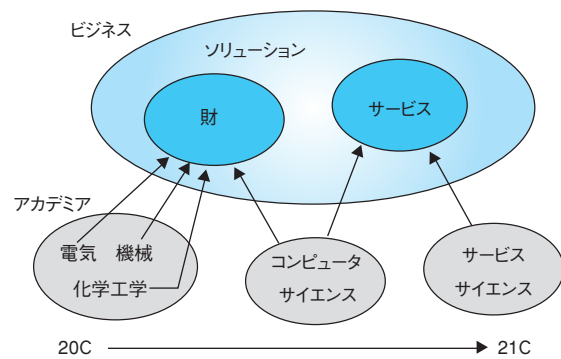 ビジネス
ソリューション
財
サービス
アカデミア
電気 機械
化学工学
コンピュータ
サイエンス
サービス
サイエンス
20C
21C